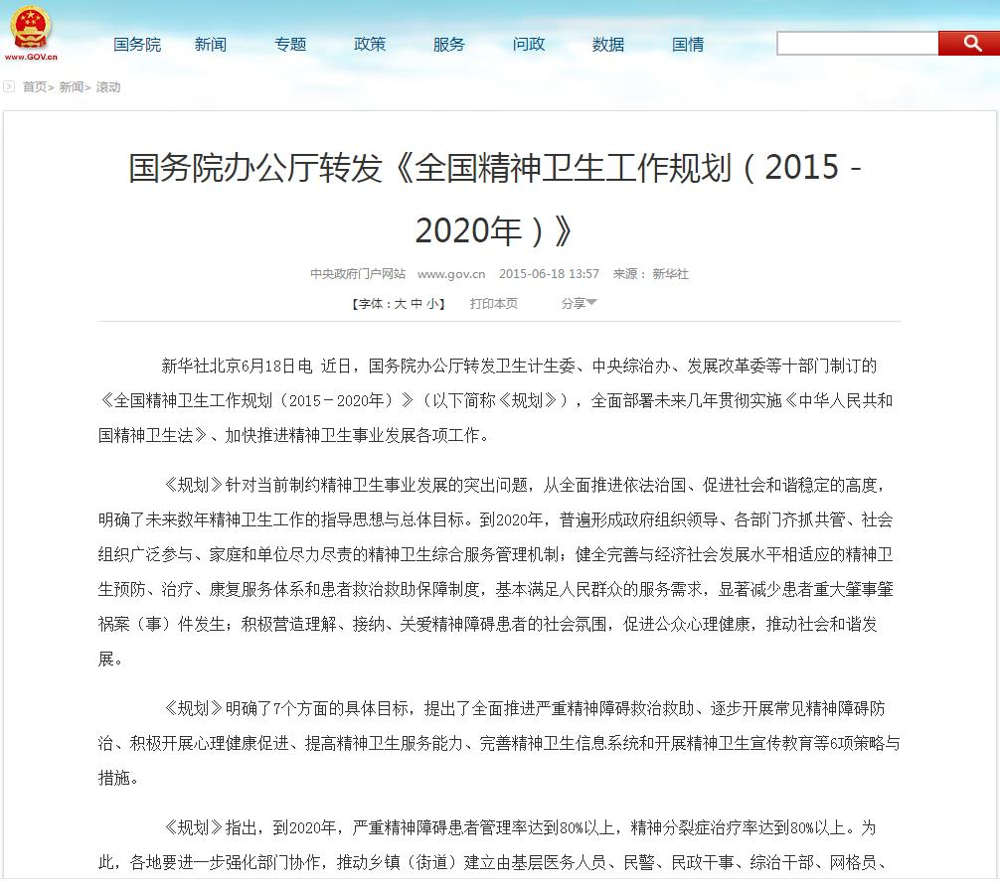 www.GOV.cn
国务院 新闻 专题 政策 服务 问政 数据 国情
首页> 新闻> 滚动
国务院办公厅转发《全国精神卫生工作规划（2015－
2020年）》
中央政府门户网站 www.gov.cn 2015-06-18 13:57 来源： 新华社
【字体：大 中 小】 打印本页 分享
新华社北京6月18日电 近日，国务院办公厅转发卫生计生委、中央综治办、发展改革委等十部门制订的
《全国精神卫生工作规划（2015－2020年）》（以下简称《规划》），全面部署未来几年贯彻实施《中华人民共和
国精神卫生法》、加快推进精神卫生事业发展各项工作。
《规划》针对当前制约精神卫生事业发展的突出问题，从全面推进依法治国、促进社会和谐稳定的高度，
明确了未来数年精神卫生工作的指导思想与总体目标。到2020年，普遍形成政府组织领导、各部门齐抓共管、社会
组织广泛参与、家庭和单位尽力尽责的精神卫生综合服务管理机制；健全完善与经济社会发展水平相适应的精神卫
生预防、治疗、康复服务体系和患者救治救助保障制度，基本满足人民群众的服务需求，显著减少患者重大肇事肇
祸案（事）件发生；积极营造理解、接纳、关爱精神障碍患者的社会氛围，促进公众心理健康，推动社会和谐发
展。
《规划》明确了7个方面的具体目标，提出了全面推进严重精神障碍救治救助、逐步开展常见精神障碍防
治、积极开展心理健康促进、提高精神卫生服务能力、完善精神卫生信息系统和开展精神卫生宣传教育等6项策略与
措施。
《规划》指出，到2020年，严重精神障碍患者管理率达到80%以上，精神分裂症治疗率达到80%以上。为
此，各地要进一步强化部门协作，推动乡镇（街道）建立由基层医务人员、民警、民政干事、综治干部、网格员、